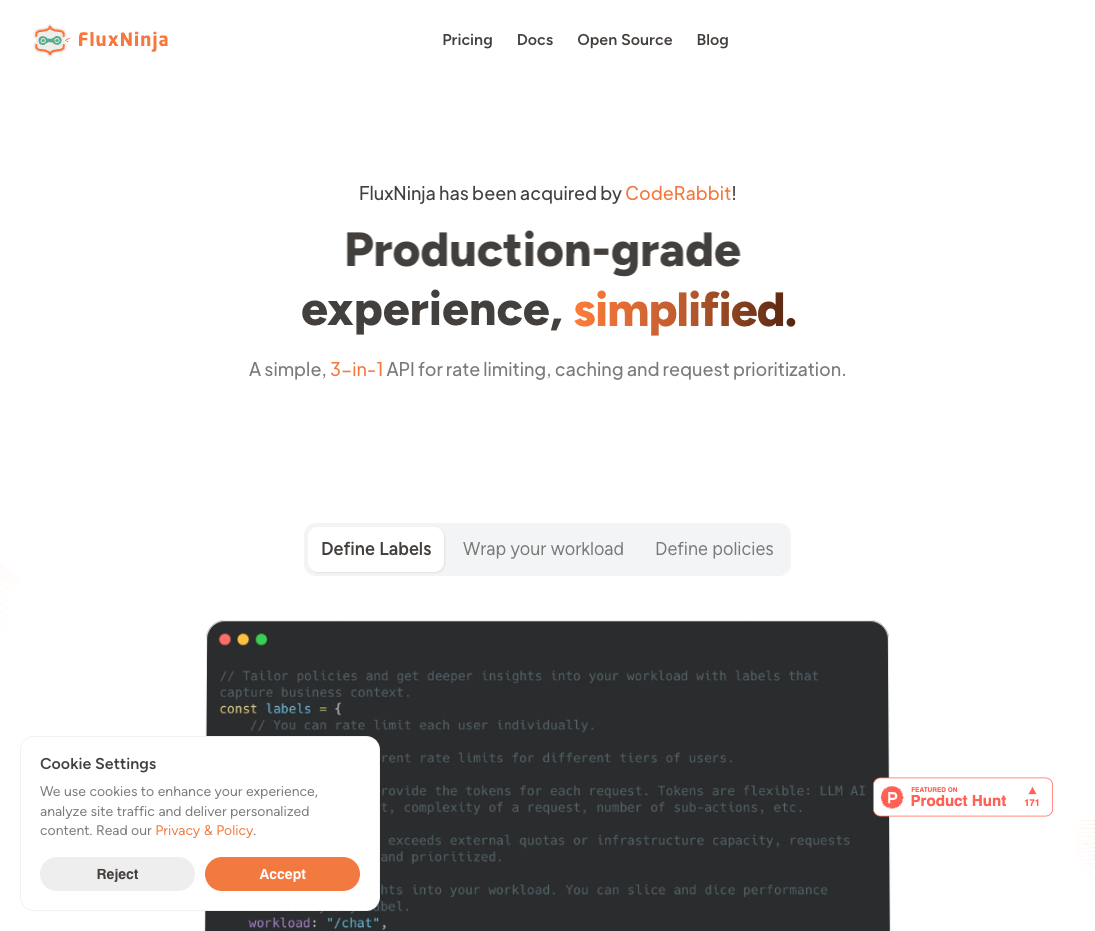 FluxNinja
Pricing Docs Open Source Blog
FluxNinja has been acquired by CodeRabbit!
Production-grade
experience, simplified.
A simple, 3-in-1 API for rate limiting, caching and request prioritization.
Define Labels Wrap your workload Define policies
// Tailor policies and get deeper insights into your workload with labels that
capture business context.
const labels = {
// You can rate limit each user individually.
rent rate limits for different tiers of users.
rovide the tokens for each request. Tokens are flexible: LLM AI
t, complexity of a request, number of sub-actions, etc.
exceeds external quotas or infrastructure capacity, requests
and prioritized.
hts into your workload. You can slice and dice performance
bel.
workload: "/chat",
Cookie Settings
We use cookies to enhance your experience,
analyze site traffic and deliver personalized
content. Read our Privacy & Policy.
Reject Accept
FEATURED ON
Product Hunt
171